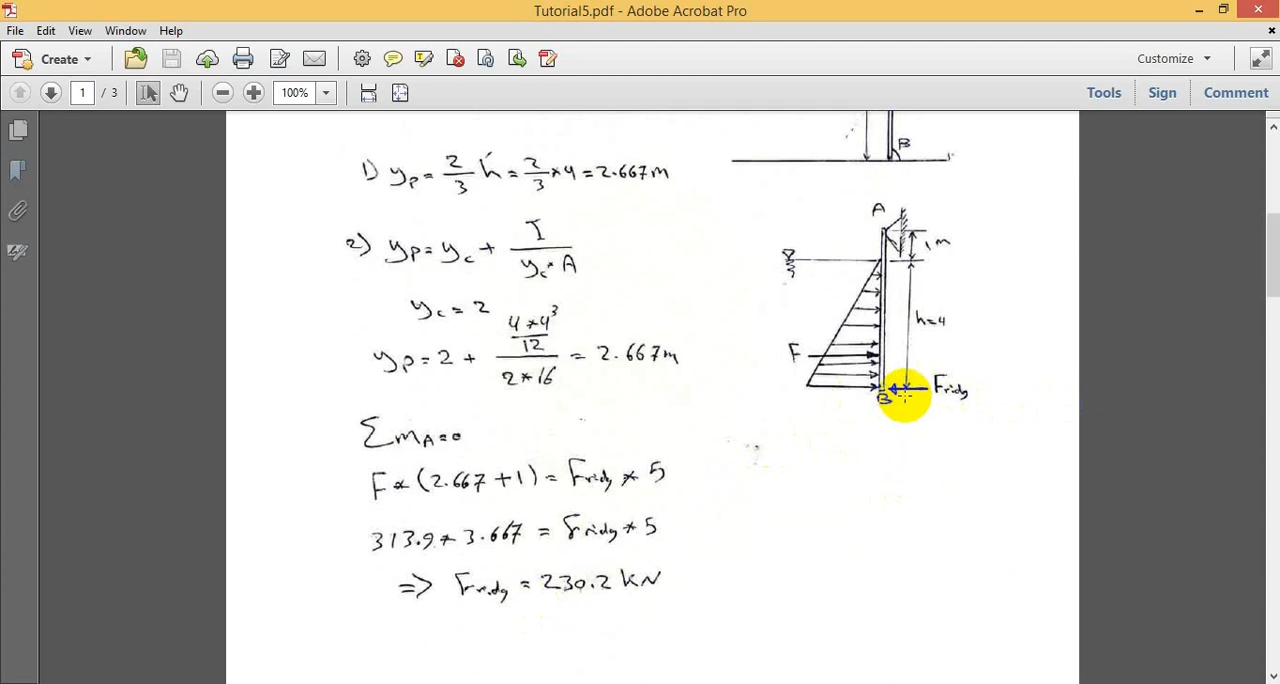 Tutorial5.pdf - Adobe Acrobat Pro
File Edit View Window Help
Create
Customize
1 / 3
100%
Tools Sign Comment
B
1) yp = 2/3 h = 2/3 * 4 = 2.667m
A
2) yp = yc + I / (yc * A)
1m
yc = 2
h=4
yp = 2 + (4*4³/12) / (2*16) = 2.667m
F
B
Fridg
ΣmA=0
F * (2.667 + 1) = Fridg * 5
313.9 * 3.667 = Fridg * 5
=> Fridg = 230.2 kN